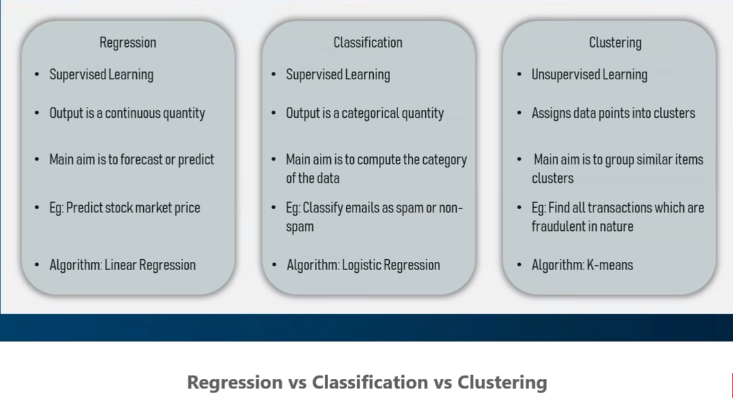 Regression
• Supervised Learning
• Output is a continuous quantity
• Main aim is to forecast or predict
• Eg: Predict stock market price
• Algorithm: Linear Regression
Classification
• Supervised Learning
• Output is a categorical quantity
• Main aim is to compute the category
of the data
• Eg: Classify emails as spam or non-
spam
• Algorithm: Logistic Regression
Clustering
• Unsupervised Learning
• Assigns data points into clusters
• Main aim is to group similar items
clusters
• Eg: Find all transactions which are
fraudulent in nature
• Algorithm: K-means
Regression vs Classification vs Clustering